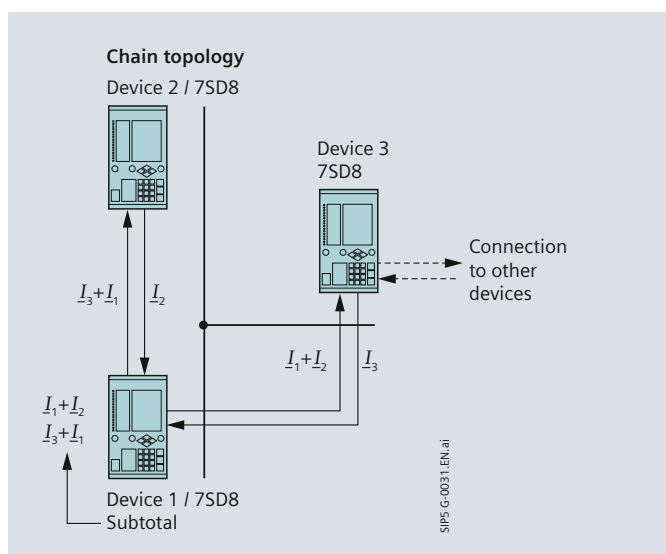 Chain topology
Device 2 / 7SD8
Device 3
7SD8
Connection
to other
devices
I₃+I₁
I₂
I₁+I₂
I₃
I₁+I₂
I₃+I₁
Device 1 / 7SD8
Subtotal
SIP5 G-0031.EN.ai